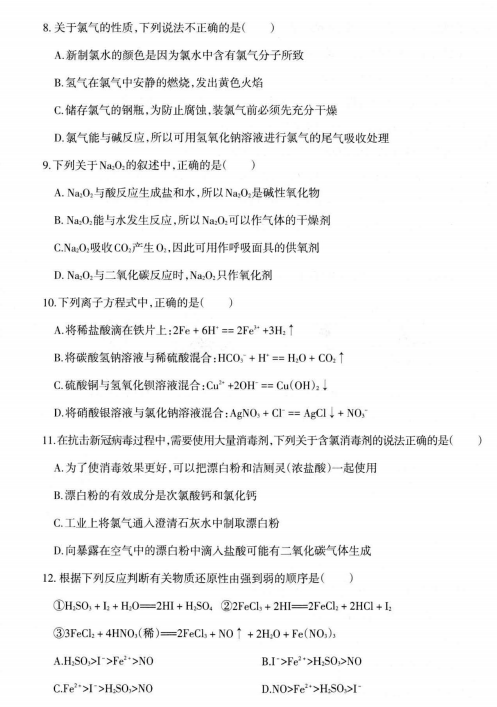 8.关于氯气的性质,下列说法不正确的是(　　)
A.新制氯水的颜色是因为氯水中含有氯气分子所致
B.氢气在氯气中安静的燃烧,发出黄色火焰
C.储存氯气的钢瓶,为防止腐蚀,装氯气前必须先充分干燥
D.氯气能与碱反应,所以可用氢氧化钠溶液进行氯气的尾气吸收处理
9.下列关于Na₂O₂的叙述中,正确的是(　　)
A. Na₂O₂与酸反应生成盐和水,所以Na₂O₂是碱性氧化物
B. Na₂O₂能与水发生反应,所以Na₂O₂可以作气体的干燥剂
C.Na₂O₂吸收CO₂产生O₂,因此可用作呼吸面具的供氧剂
D. Na₂O₂与二氧化碳反应时,Na₂O₂只作氧化剂
10.下列离子方程式中,正确的是(　　)
A.将稀盐酸滴在铁片上:2Fe + 6H⁺ == 2Fe³⁺ +3H₂↑
B.将碳酸氢钠溶液与稀硫酸混合:HCO₃⁻ + H⁺ == H₂O + CO₂↑
C.硫酸铜与氢氧化钡溶液混合:Cu²⁺ +2OH⁻ == Cu(OH)₂↓
D.将硝酸银溶液与氯化钠溶液混合:AgNO₃ + Cl⁻ == AgCl↓ + NO₃⁻
11.在抗击新冠病毒过程中,需要使用大量消毒剂,下列关于含氯消毒剂的说法正确的是(　　)
A.为了使消毒效果更好,可以把漂白粉和洁厕灵(浓盐酸)一起使用
B.漂白粉的有效成分是次氯酸钙和氯化钙
C.工业上将氯气通入澄清石灰水中制取漂白粉
D.向暴露在空气中的漂白粉中滴入盐酸可能有二氧化碳气体生成
12. 根据下列反应判断有关物质还原性由强到弱的顺序是(　　)
①H₂SO₃ + I₂ + H₂O══2HI + H₂SO₄ ②2FeCl₃ + 2HI══2FeCl₂ + 2HCl + I₂
③3FeCl₂ + 4HNO₃(稀)══2FeCl₃ + NO↑ + 2H₂O + Fe(NO₃)₃
A.H₂SO₃>I⁻>Fe²⁺>NO B.I⁻>Fe²⁺>H₂SO₃>NO
C.Fe²⁺>I⁻>H₂SO₃>NO D.NO>Fe²⁺>H₂SO₃>I⁻